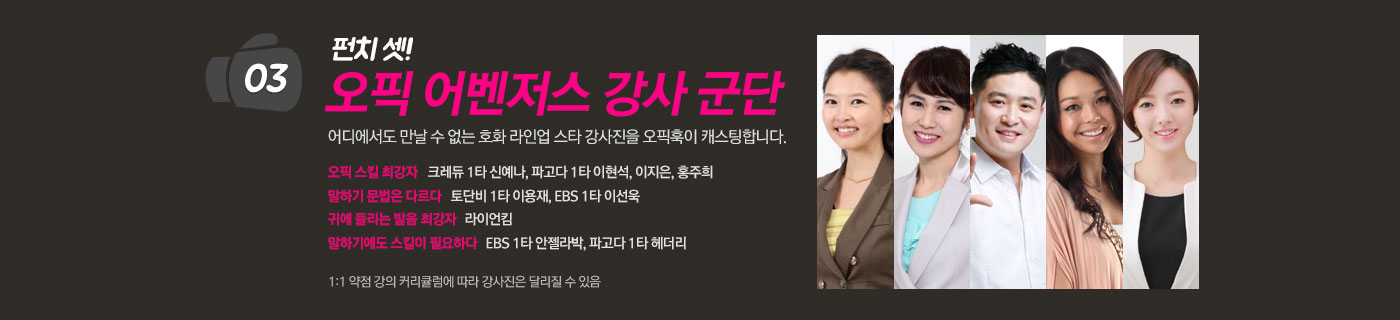 03
펀치 셋!
오픽 어벤저스 강사 군단
어디에서도 만날 수 없는 호화 라인업 스타 강사진을 오픽훅이 캐스팅합니다.
오픽 스킬 최강자 크레듀 1타 신예나, 파고다 1타 이현석, 이지은, 홍주희
말하기 문법은 다르다 토단비 1타 이용재, EBS 1타 이선욱
귀에 들리는 발음 최강자 라이언킴
말하기에도 스킬이 필요하다 EBS 1타 안젤라박, 파고다 1타 헤더리
1:1 약점 강의 커리큘럼에 따라 강사진은 달리질 수 있음